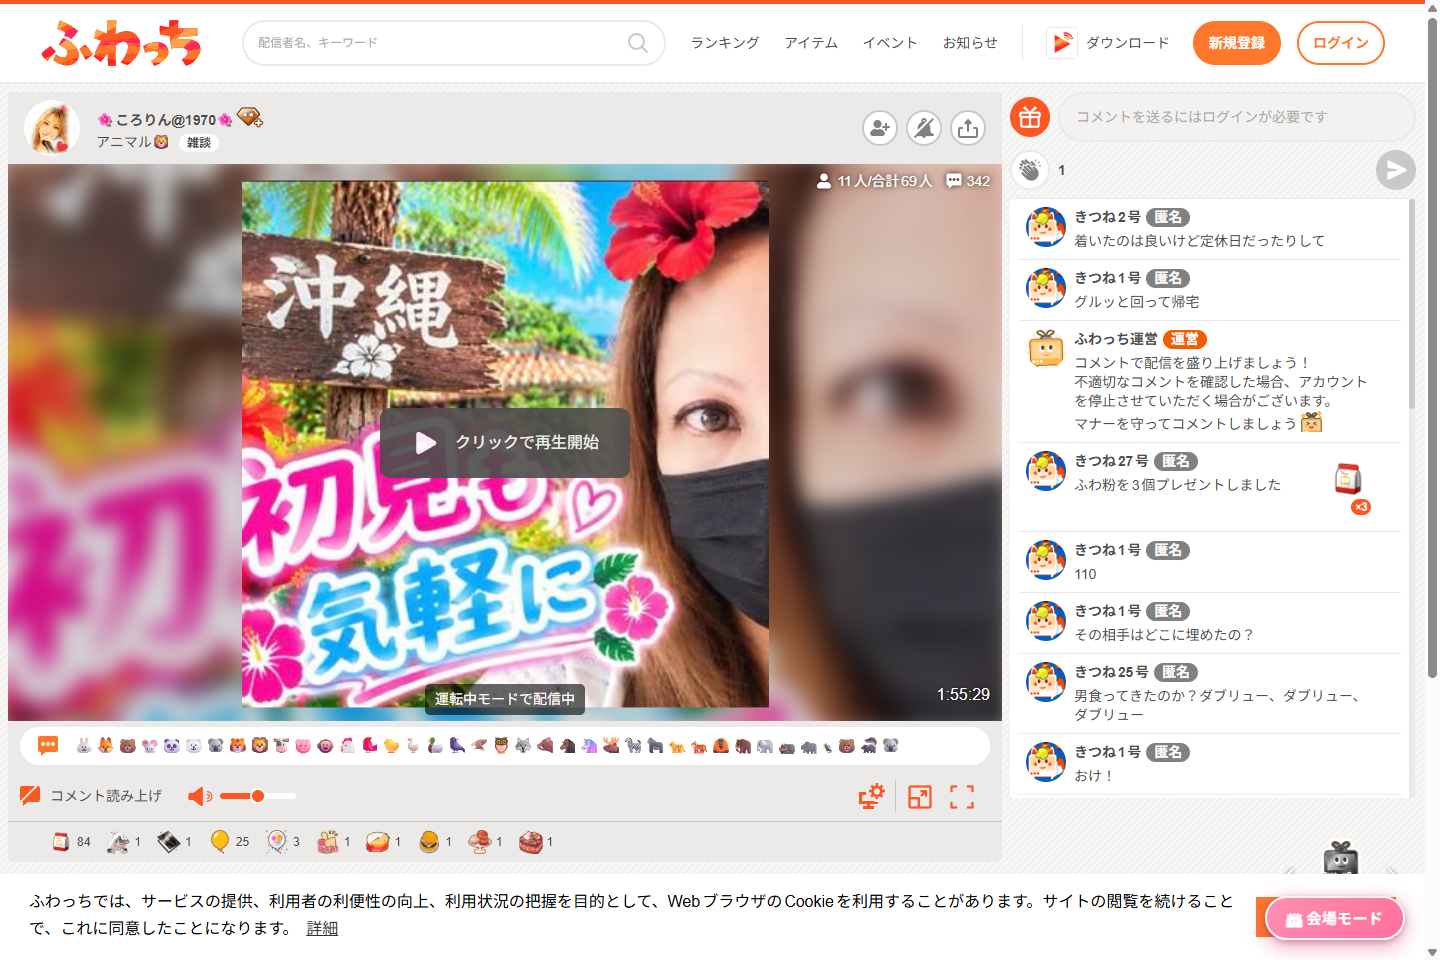 ふわっち
配信者名、キーワード
ランキング
アイテム
イベント
お知らせ
ダウンロード
新規登録
ログイン
ころりん@1970
アニマル
雑談
11人/合計69人
342
沖縄
初見も
気軽に
クリックで再生開始
運転中モードで配信中
1:55:29
コメント読み上げ
84
1
1
25
3
1
1
1
1
1
コメントを送るにはログインが必要です
1
きつね2号 匿名
着いたのは良いけど定休日だったりして
きつね1号 匿名
グルッと回って帰宅
ふわっち運営 運営
コメントで配信を盛り上げましょう！
不適切なコメントを確認した場合、アカウント
を停止させていただく場合がございます。
マナーを守ってコメントしましょう
きつね27号 匿名
ふわ粉を3個プレゼントしました
×3
きつね1号 匿名
110
きつね1号 匿名
その相手はどこに埋めたの？
きつね25号 匿名
男食ってきたのか？ダブリュー、ダブリュー、
ダブリュー
きつね1号 匿名
おけ！
ふわっちでは、サービスの提供、利用者の利便性の向上、利用状況の把握を目的として、WebブラウザのCookieを利用することがあります。サイトの閲覧を続けること
で、これに同意したことになります。 詳細
会場モード